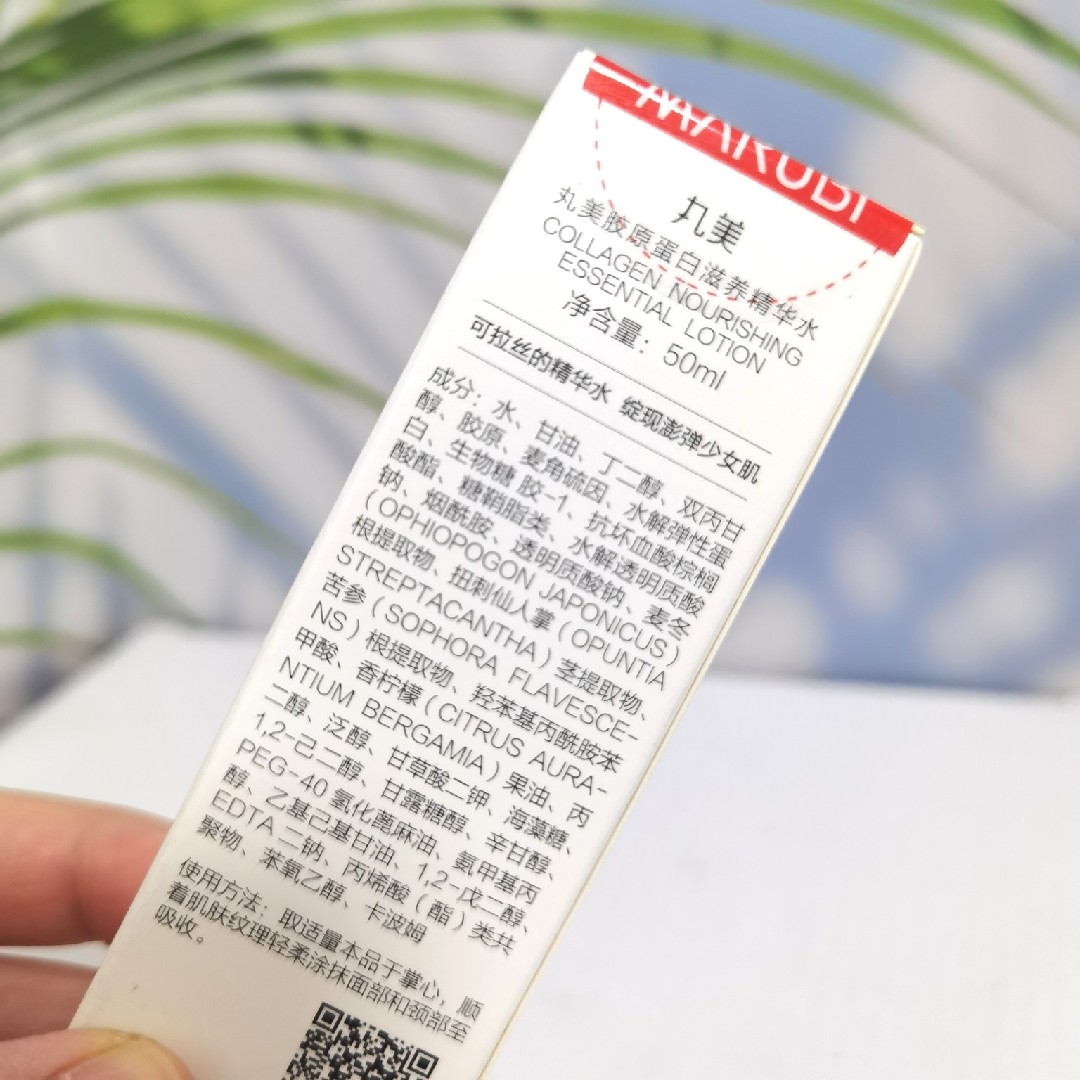 MARUBI
丸美
丸美胶原蛋白滋养精华水
COLLAGEN NOURISHING
ESSENTIAL LOTION
净含量：50ml
可拉丝的精华水 绽现澎弹少女肌
成分：水、甘油、丁二醇、双丙甘
醇、胶原、麦角硫因、水解弹性蛋
白、生物糖胶-1、抗坏血酸棕榈
酸酯、糖鞘脂类、水解透明质酸
钠、烟酰胺、透明质酸钠、麦冬
（OPHIOPOGON JAPONICUS）
根提取物、扭刺仙人掌（OPUNTIA
STREPTACANTHA）茎提取物、
苦参（SOPHORA FLAVESCE-
NS）根提取物、羟苯基丙酰胺苯
甲酸、香柠檬（CITRUS AURA-
NTIUM BERGAMIA）果油、丙
二醇、泛醇、甘草酸二钾、海藻糖、
1,2-己二醇、甘露糖醇、辛甘醇、
PEG-40 氢化蓖麻油、氨甲基丙
醇、乙基己基甘油、1,2-戊二醇、
EDTA 二钠、丙烯酸（酯）类共
聚物、苯氧乙醇、卡波姆
使用方法：取适量本品于掌心，顺
着肌肤纹理轻柔涂抹面部和颈部至
吸收。